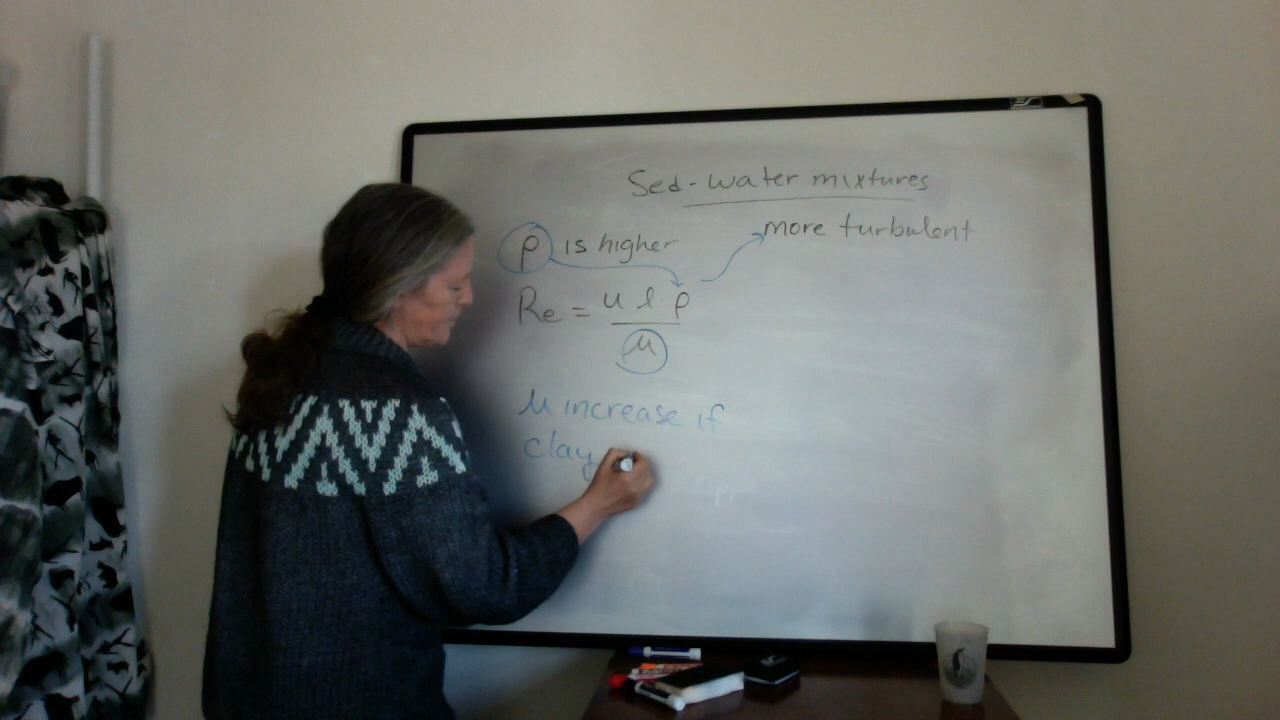 Sed-water mixtures
ρ is higher
more turbulent
Re = u l ρ
μ
μ increase if
clay